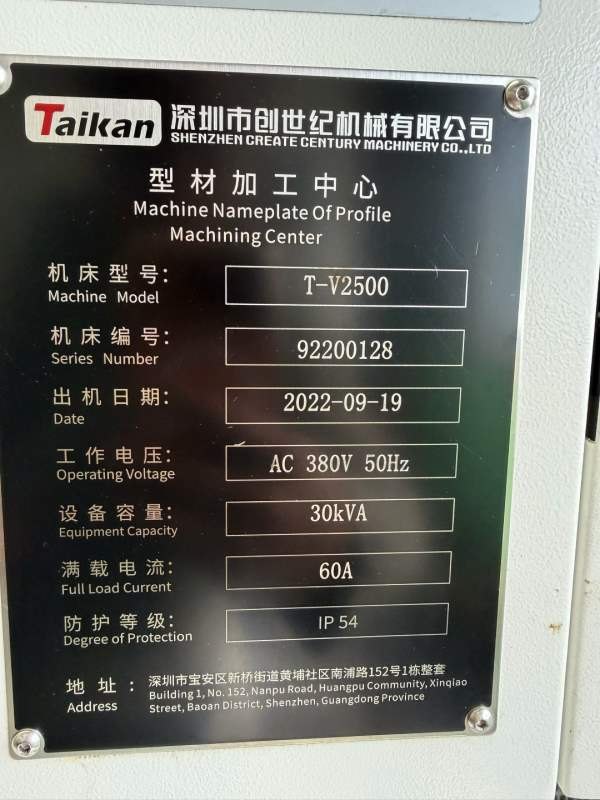 Taikan 深圳市创世纪机械有限公司
SHENZHEN CREATE CENTURY MACHINERY CO.,LTD
型材加工中心
Machine Nameplate Of Profile
Machining Center
机床型号: T-V2500
Machine Model
机床编号: 92200128
Series Number
出机日期: 2022-09-19
Date
工作电压: AC 380V 50Hz
Operating Voltage
设备容量: 30kVA
Equipment Capacity
满载电流: 60A
Full Load Current
防护等级: IP 54
Degree of Protection
地址: 深圳市宝安区新桥街道黄埔社区南浦路152号1栋整套
Address Building 1, No. 152, Nanpu Road, Huangpu Community, Xinqiao
Street, Baoan District, Shenzhen, Guangdong Province